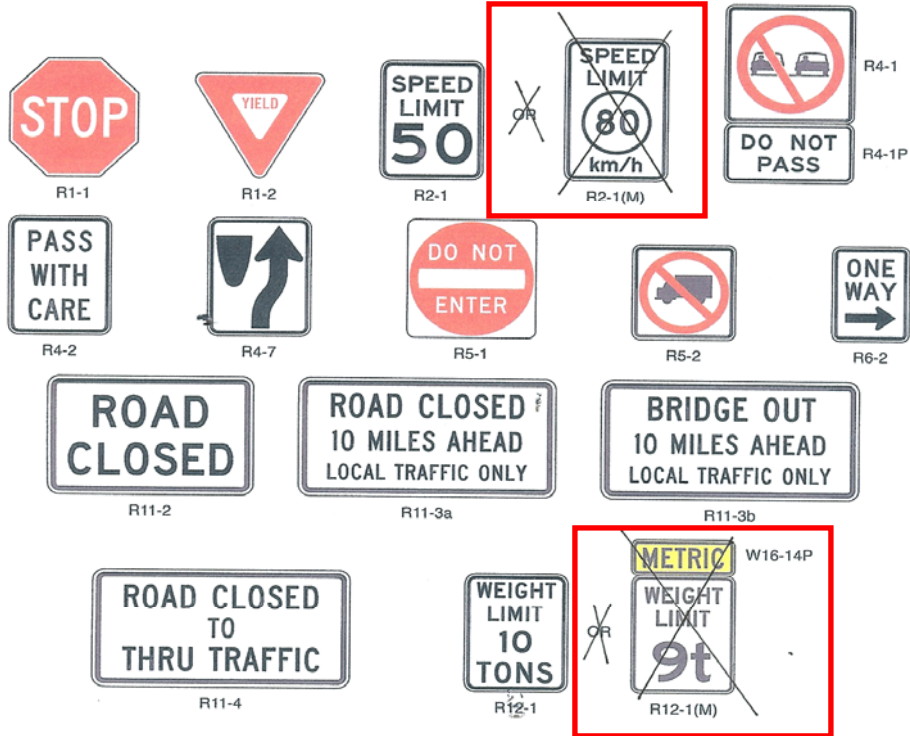 STOP
R1-1
YIELD
R1-2
SPEED
LIMIT
50
R2-1
OR
SPEED
LIMIT
80
km/h
R2-1(M)
R4-1
DO NOT
PASS
R4-1P
PASS
WITH
CARE
R4-2
R4-7
DO NOT
ENTER
R5-1
R5-2
ONE
WAY
R6-2
ROAD
CLOSED
R11-2
ROAD CLOSED
10 MILES AHEAD
LOCAL TRAFFIC ONLY
R11-3a
BRIDGE OUT
10 MILES AHEAD
LOCAL TRAFFIC ONLY
R11-3b
ROAD CLOSED
TO
THRU TRAFFIC
R11-4
WEIGHT
LIMIT
10
TONS
R12-1
OR
METRIC
W16-14P
WEIGHT
LIMIT
9t
R12-1(M)